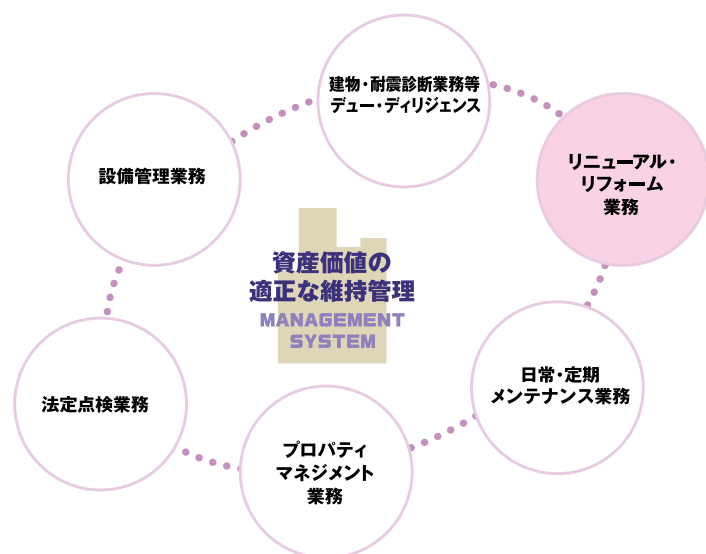 建物・耐震診断業務等
デュー・ディリジェンス
リニューアル・
リフォーム
業務
設備管理業務
資産価値の
適正な維持管理
MANAGEMENT
SYSTEM
日常・定期
メンテナンス業務
法定点検業務
プロパティ
マネジメント
業務